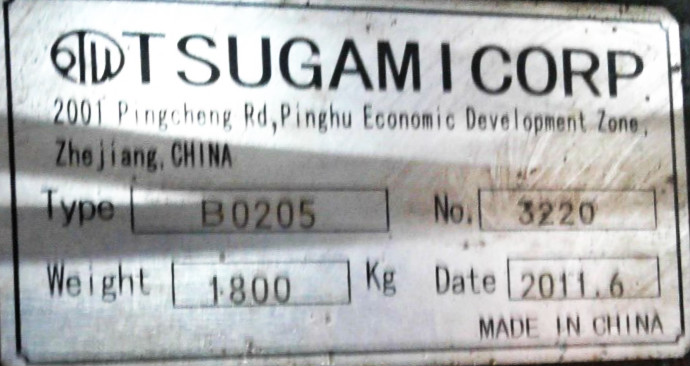 TSUGAMI CORP.
2001 Pingcheng Rd,Pinghu Economic Development Zone,
Zhejiang,CHINA
Type B0205 No. 3220
Weight 1800 Kg Date 2011.6
MADE IN CHINA